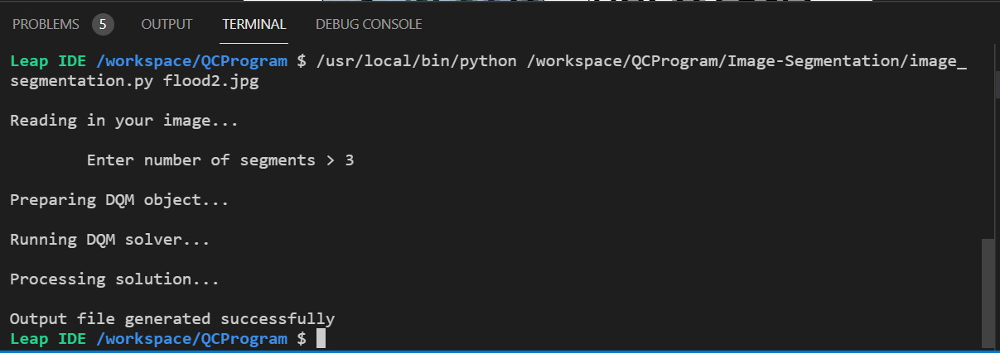 PROBLEMS 5 OUTPUT TERMINAL DEBUG CONSOLE
Leap IDE /workspace/QCProgram $ /usr/local/bin/python /workspace/QCProgram/Image-Segmentation/image_
segmentation.py flood2.jpg
Reading in your image...
Enter number of segments > 3
Preparing DQM object...
Running DQM solver...
Processing solution...
Output file generated successfully
Leap IDE /workspace/QCProgram $